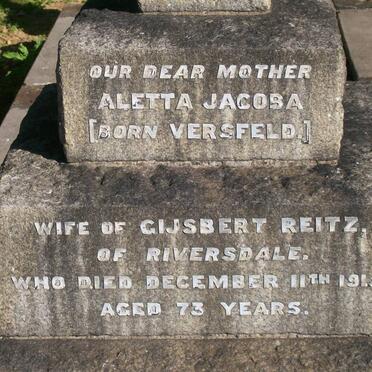 OUR DEAR MOTHER
ALETTA JACOBA
[BORN VERSFELD.]
WIFE OF GIJSBERT REITZ,
OF RIVERSDALE.
WHO DIED DECEMBER 11TH
AGED 73 YEARS.